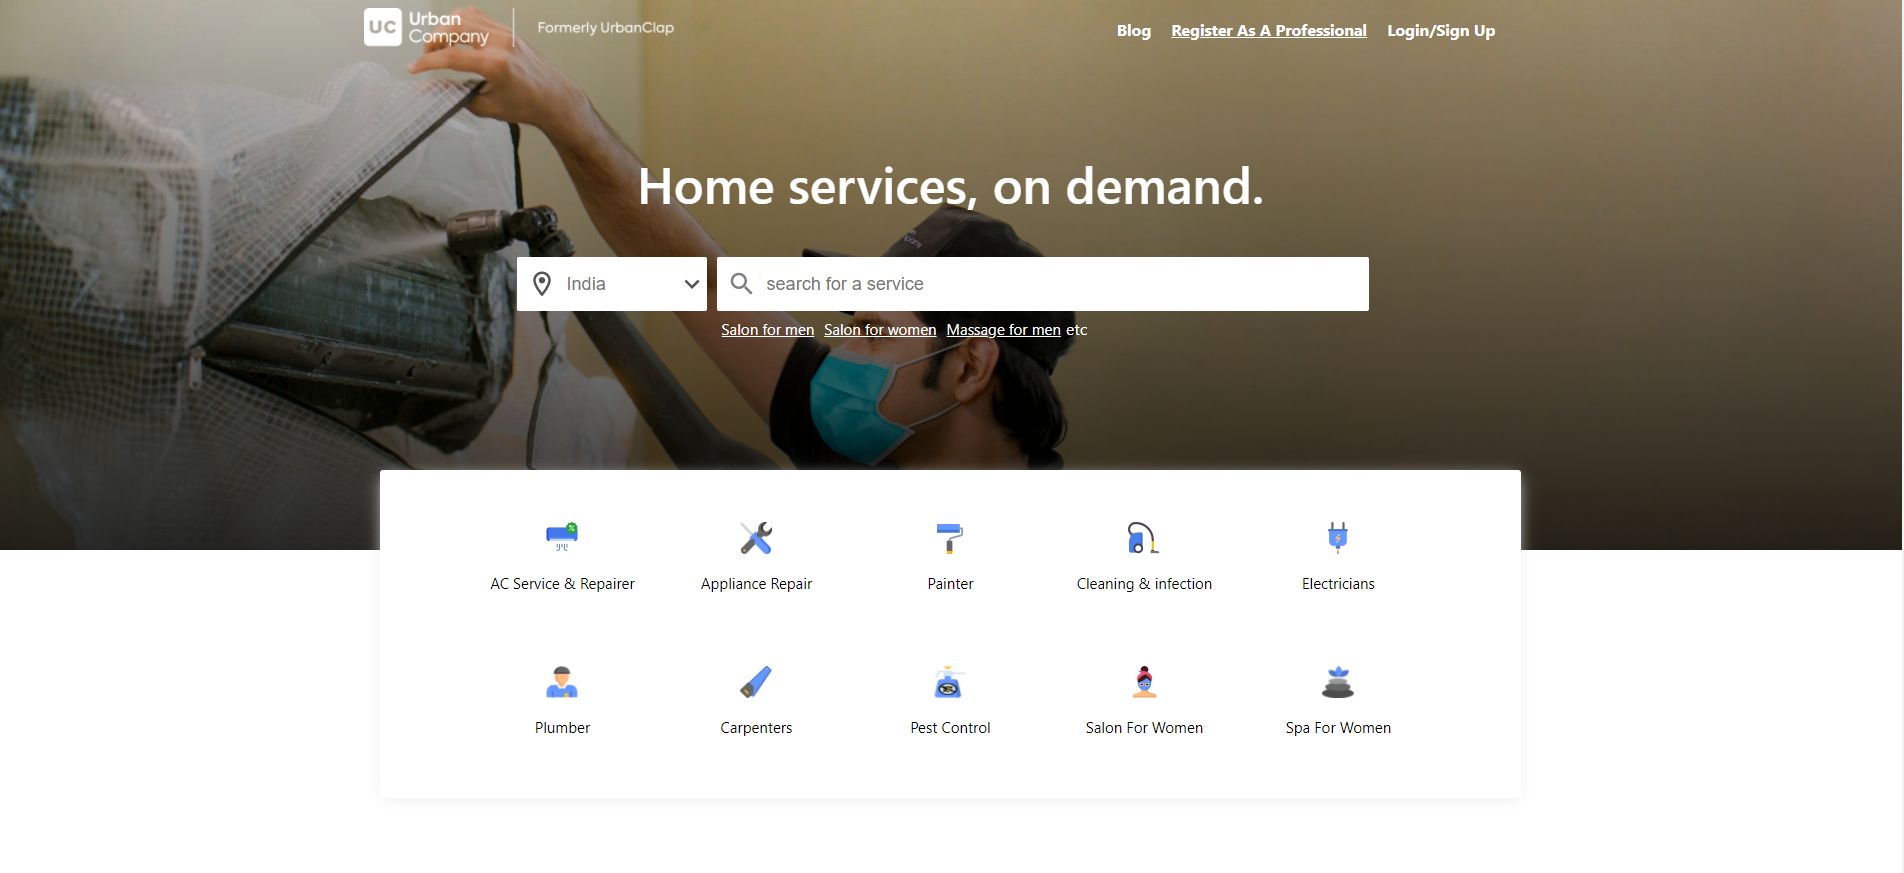 UC Urban Company
Formerly UrbanClap
Blog Register As A Professional Login/Sign Up
Home services, on demand.
India
search for a service
Salon for men Salon for women Massage for men etc
AC Service & Repairer
Appliance Repair
Painter
Cleaning & infection
Electricians
Plumber
Carpenters
Pest Control
Salon For Women
Spa For Women